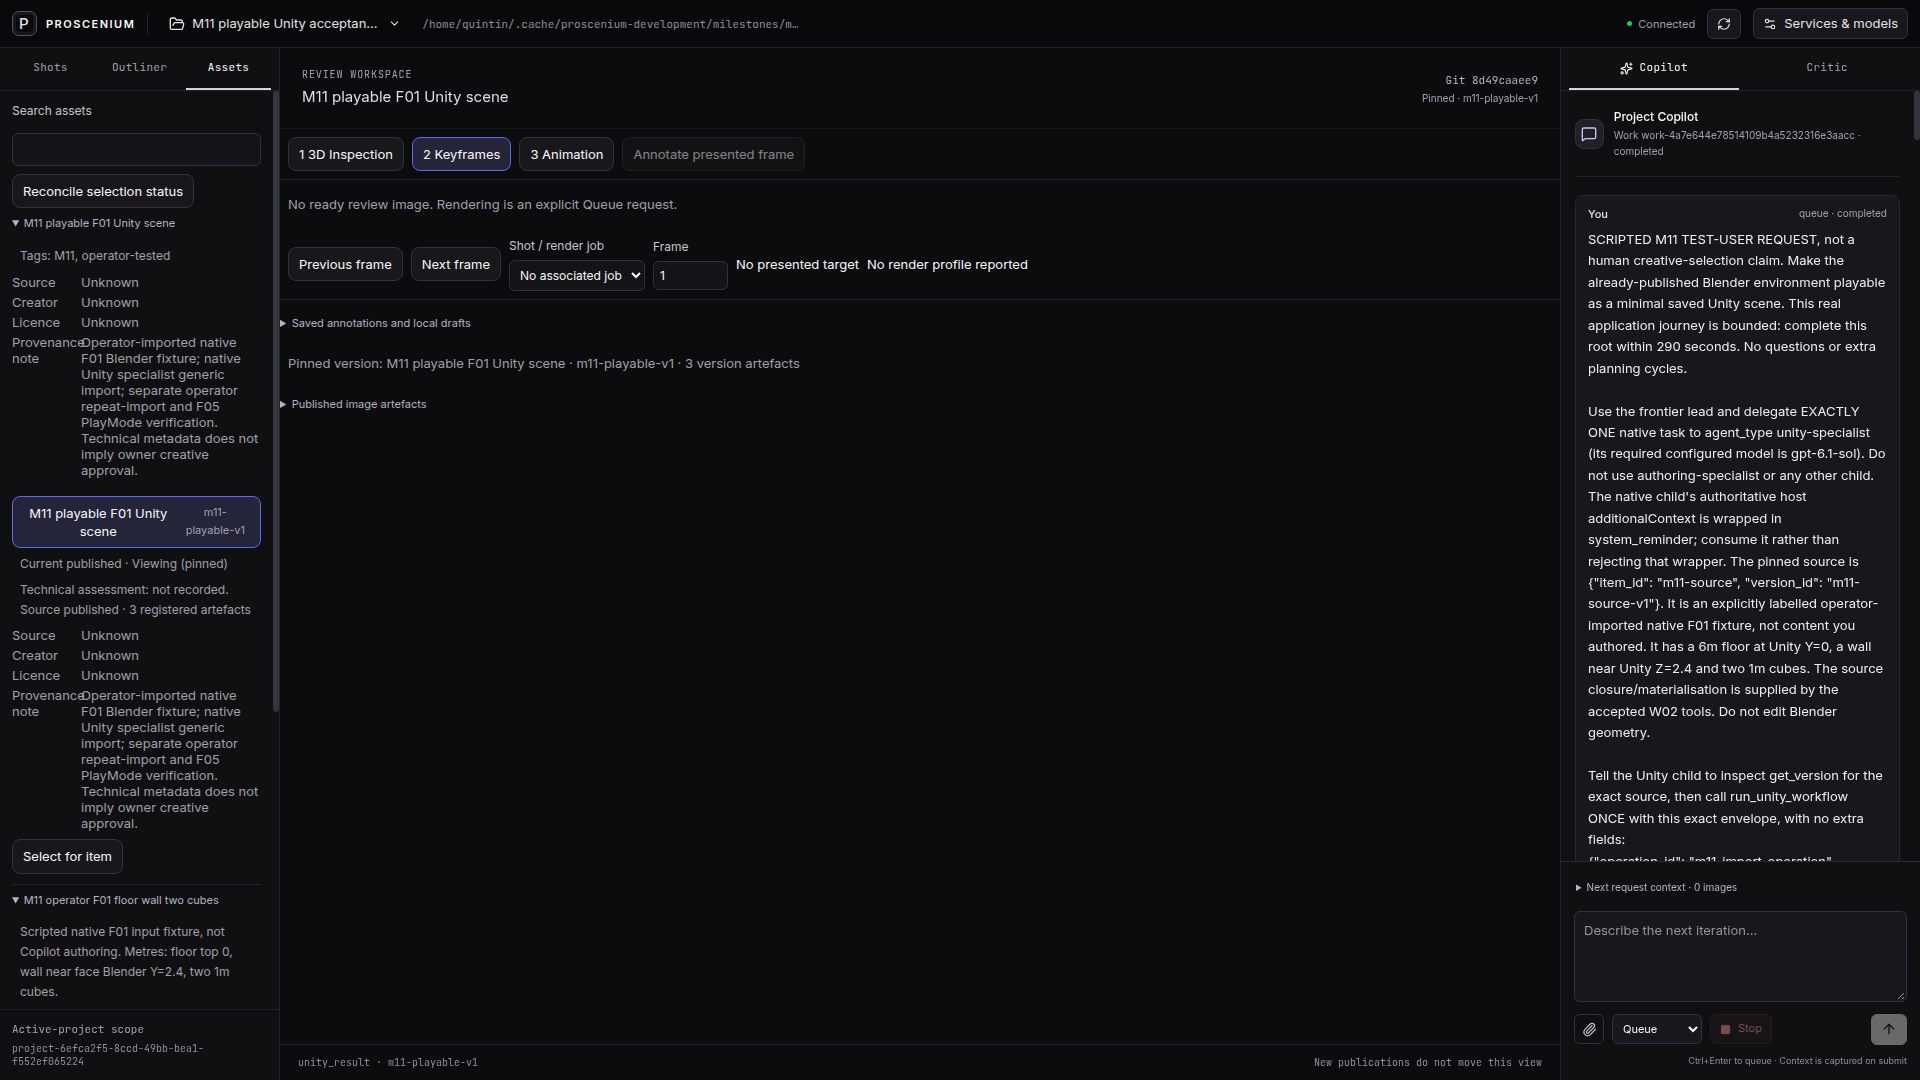 P PROSCENIUM
M11 playable Unity acceptan...
/home/quintin/.cache/proscenium-development/milestones/m…
Connected
Services & models
Shots Outliner Assets
Search assets
Reconcile selection status
M11 playable F01 Unity scene
Tags: M11, operator-tested
Source Unknown
Creator Unknown
Licence Unknown
Provenance note
Operator-imported native
F01 Blender fixture; native
Unity specialist generic
import; separate operator
repeat-import and F05
PlayMode verification.
Technical metadata does not
imply owner creative
approval.
M11 playable F01 Unity
scene
m11-
playable-v1
Current published · Viewing (pinned)
Technical assessment: not recorded.
Source published · 3 registered artefacts
Source Unknown
Creator Unknown
Licence Unknown
Provenance note
Operator-imported native
F01 Blender fixture; native
Unity specialist generic
import; separate operator
repeat-import and F05
PlayMode verification.
Technical metadata does not
imply owner creative
approval.
Select for item
M11 operator F01 floor wall two cubes
Scripted native F01 input fixture, not
Copilot authoring. Metres: floor top 0,
wall near face Blender Y=2.4, two 1m
cubes.
Active-project scope
project-6efca2f5-8ccd-49bb-bea1-
f552ef065224
REVIEW WORKSPACE
M11 playable F01 Unity scene
Git 8d49caaee9
Pinned · m11-playable-v1
1 3D Inspection
2 Keyframes
3 Animation
Annotate presented frame
No ready review image. Rendering is an explicit Queue request.
Previous frame
Next frame
Shot / render job
No associated job
Frame
1
No presented target
No render profile reported
Saved annotations and local drafts
Pinned version: M11 playable F01 Unity scene · m11-playable-v1 · 3 version artefacts
Published image artefacts
unity_result · m11-playable-v1
New publications do not move this view
Copilot
Critic
Project Copilot
Work work-4a7e644e78514109b4a5232316e3aacc ·
completed
You
queue · completed
SCRIPTED M11 TEST-USER REQUEST, not a
human creative-selection claim. Make the
already-published Blender environment playable
as a minimal saved Unity scene. This real
application journey is bounded: complete this
root within 290 seconds. No questions or extra
planning cycles.
Use the frontier lead and delegate EXACTLY
ONE native task to agent_type unity-specialist
(its required configured model is gpt-6.1-sol). Do
not use authoring-specialist or any other child.
The native child's authoritative host
additionalContext is wrapped in
system_reminder; consume it rather than
rejecting that wrapper. The pinned source is
{"item_id": "m11-source", "version_id": "m11-
source-v1"}. It is an explicitly labelled operator-
imported native F01 fixture, not content you
authored. It has a 6m floor at Unity Y=0, a wall
near Unity Z=2.4 and two 1m cubes. The source
closure/materialisation is supplied by the
accepted W02 tools. Do not edit Blender
geometry.
Tell the Unity child to inspect get_version for the
exact source, then call run_unity_workflow
ONCE with this exact envelope, with no extra
fields:
{"operation_id": "m11-import-operation"
Next request context · 0 images
Describe the next iteration...
Queue
Stop
Ctrl+Enter to queue · Context is captured on submit